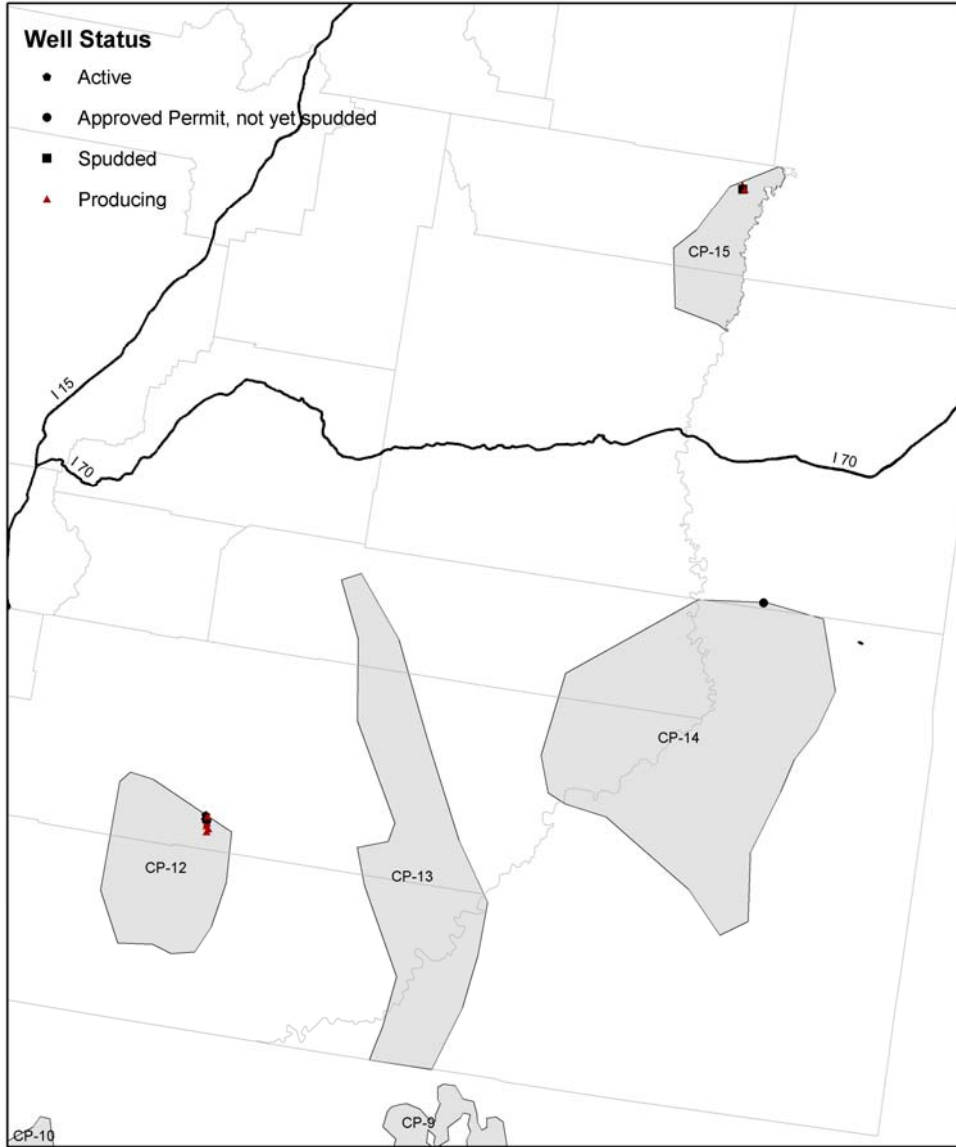 Well Status
Active
Approved Permit, not yet spudded
Spudded
Producing
CP-15
I 15
I 70
I 70
CP-14
CP-12
CP-13
CP-9
CP-10